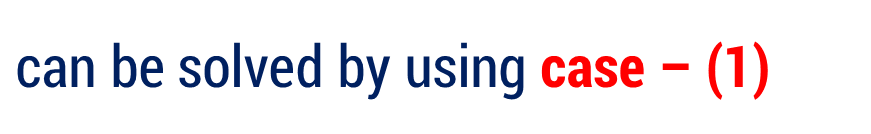 can be solved by using case – (1)